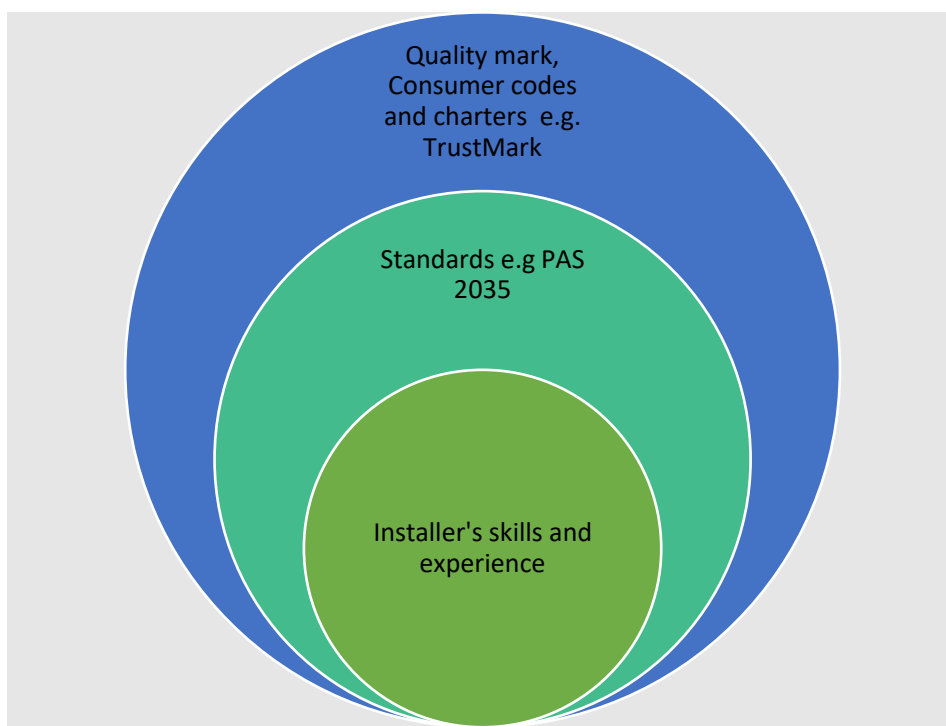 Quality mark,
Consumer codes
and charters  e.g.
TrustMark
Standards e.g PAS
2035
Installer's skills and
experience